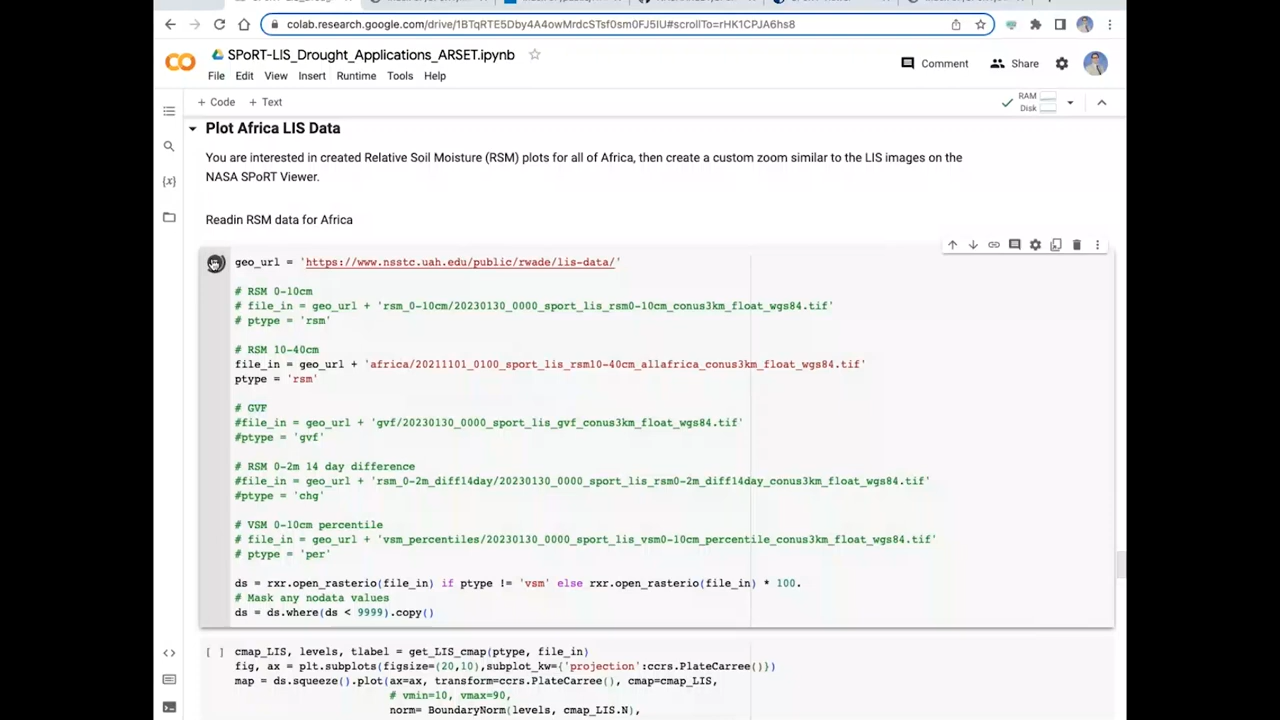 colab.research.google.com/drive/1BTqRTE5Dby4A4owMrdcSTsf0sm0FJ5IU#scrollTo=rHK1CPJA6hs8
SPoRT-LIS_Drought_Applications_ARSET.ipynb
Comment
Share
File Edit View Insert Runtime Tools Help
+ Code + Text
RAM
Disk
Plot Africa LIS Data
You are interested in created Relative Soil Moisture (RSM) plots for all of Africa, then create a custom zoom similar to the LIS images on the
NASA SPoRT Viewer.
Readin RSM data for Africa
geo_url = 'https://www.nsstc.uah.edu/public/rwade/lis-data/'
# RSM 0-10cm
# file_in = geo_url + 'rsm_0-10cm/20230130_0000_sport_lis_rsm0-10cm_conus3km_float_wgs84.tif'
# ptype = 'rsm'
# RSM 10-40cm
file_in = geo_url + 'africa/20211101_0100_sport_lis_rsm10-40cm_allafrica_conus3km_float_wgs84.tif'
ptype = 'rsm'
# GVF
#file_in = geo_url + 'gvf/20230130_0000_sport_lis_gvf_conus3km_float_wgs84.tif'
#ptype = 'gvf'
# RSM 0-2m 14 day difference
#file_in = geo_url + 'rsm_0-2m_diff14day/20230130_0000_sport_lis_rsm0-2m_diff14day_conus3km_float_wgs84.tif'
#ptype = 'chg'
# VSM 0-10cm percentile
# file_in = geo_url + 'vsm_percentiles/20230130_0000_sport_lis_vsm0-10cm_percentile_conus3km_float_wgs84.tif'
# ptype = 'per'
ds = rxr.open_rasterio(file_in) if ptype != 'vsm' else rxr.open_rasterio(file_in) * 100.
# Mask any nodata values
ds = ds.where(ds < 9999).copy()
[ ] cmap_LIS, levels, tlabel = get_LIS_cmap(ptype, file_in)
fig, ax = plt.subplots(figsize=(20,10),subplot_kw={'projection':ccrs.PlateCarree()})
map = ds.squeeze().plot(ax=ax, transform=ccrs.PlateCarree(), cmap=cmap_LIS,
# vmin=10, vmax=90,
norm= BoundaryNorm(levels, cmap_LIS.N),